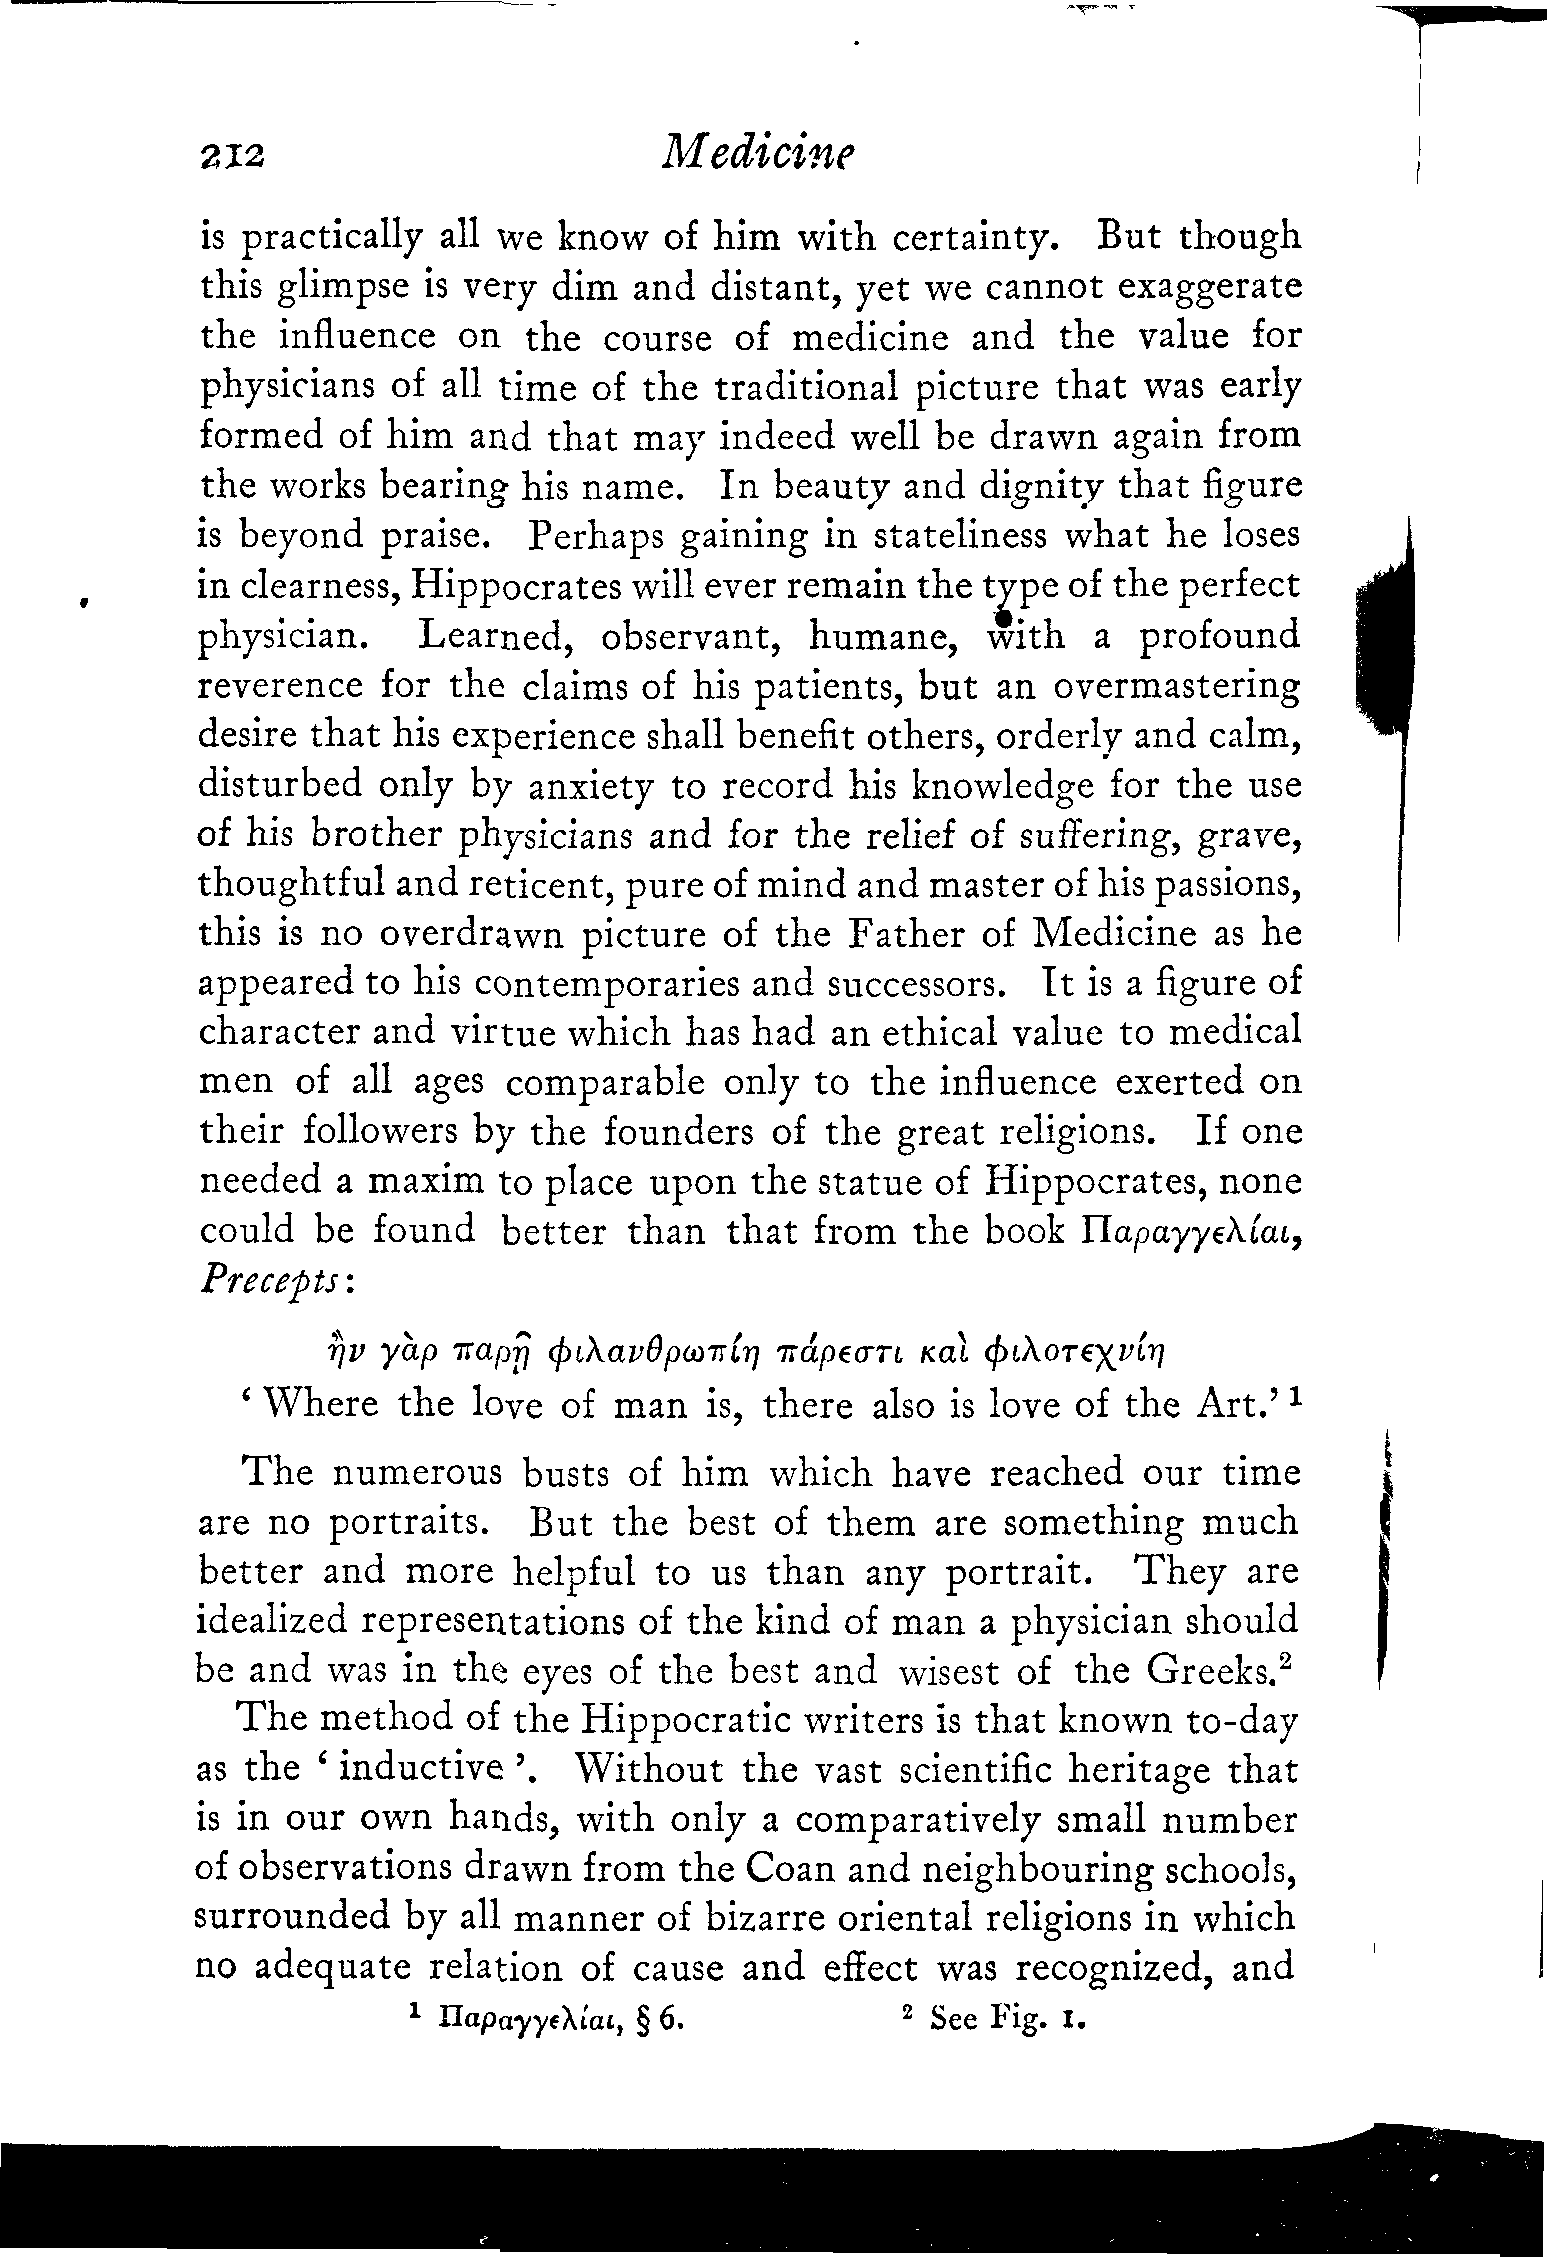 212 Medicine
is practically all we know of him with certainty. But though
this glimpse is very dim and distant, yet we cannot exaggerate
the influence on the course of medicine and the value for
physicians of all time of the traditional picture that was early
formed of him and that may indeed well be drawn again from
the works bearing his name. In beauty and dignity that figure
is beyond praise. Perhaps gaining in stateliness what he loses
in clearness, Hippocrates will ever remain the type of the perfect
physician. Learned, observant, humane, with a profound
reverence for the claims of his patients, but an overmastering
desire that his experience shall benefit others, orderly and calm,
disturbed only by anxiety to record his knowledge for the use
of his brother physicians and for the relief of suffering, grave,
thoughtful and reticent, pure of mind and master of his passions,
this is no overdrawn picture of the Father of Medicine as he
appeared to his contemporaries and successors. It is a figure of
character and virtue which has had an ethical value to medical
men of all ages comparable only to the influence exerted on
their followers by the founders of the great religions. If one
needed a maxim to place upon the statue of Hippocrates, none
could be found better than that from the book Παραγγελίαι,
Precepts:
ἢν γὰρ παρῇ φιλανθρωπίη πάρεστι καὶ φιλοτεχνίη
‘ Where the love of man is, there also is love of the Art.’ ¹
The numerous busts of him which have reached our time
are no portraits. But the best of them are something much
better and more helpful to us than any portrait. They are
idealized representations of the kind of man a physician should
be and was in the eyes of the best and wisest of the Greeks.²
The method of the Hippocratic writers is that known to-day
as the ‘ inductive ’. Without the vast scientific heritage that
is in our own hands, with only a comparatively small number
of observations drawn from the Coan and neighbouring schools,
surrounded by all manner of bizarre oriental religions in which
no adequate relation of cause and effect was recognized, and
¹ Παραγγελίαι, § 6. ² See Fig. 1.